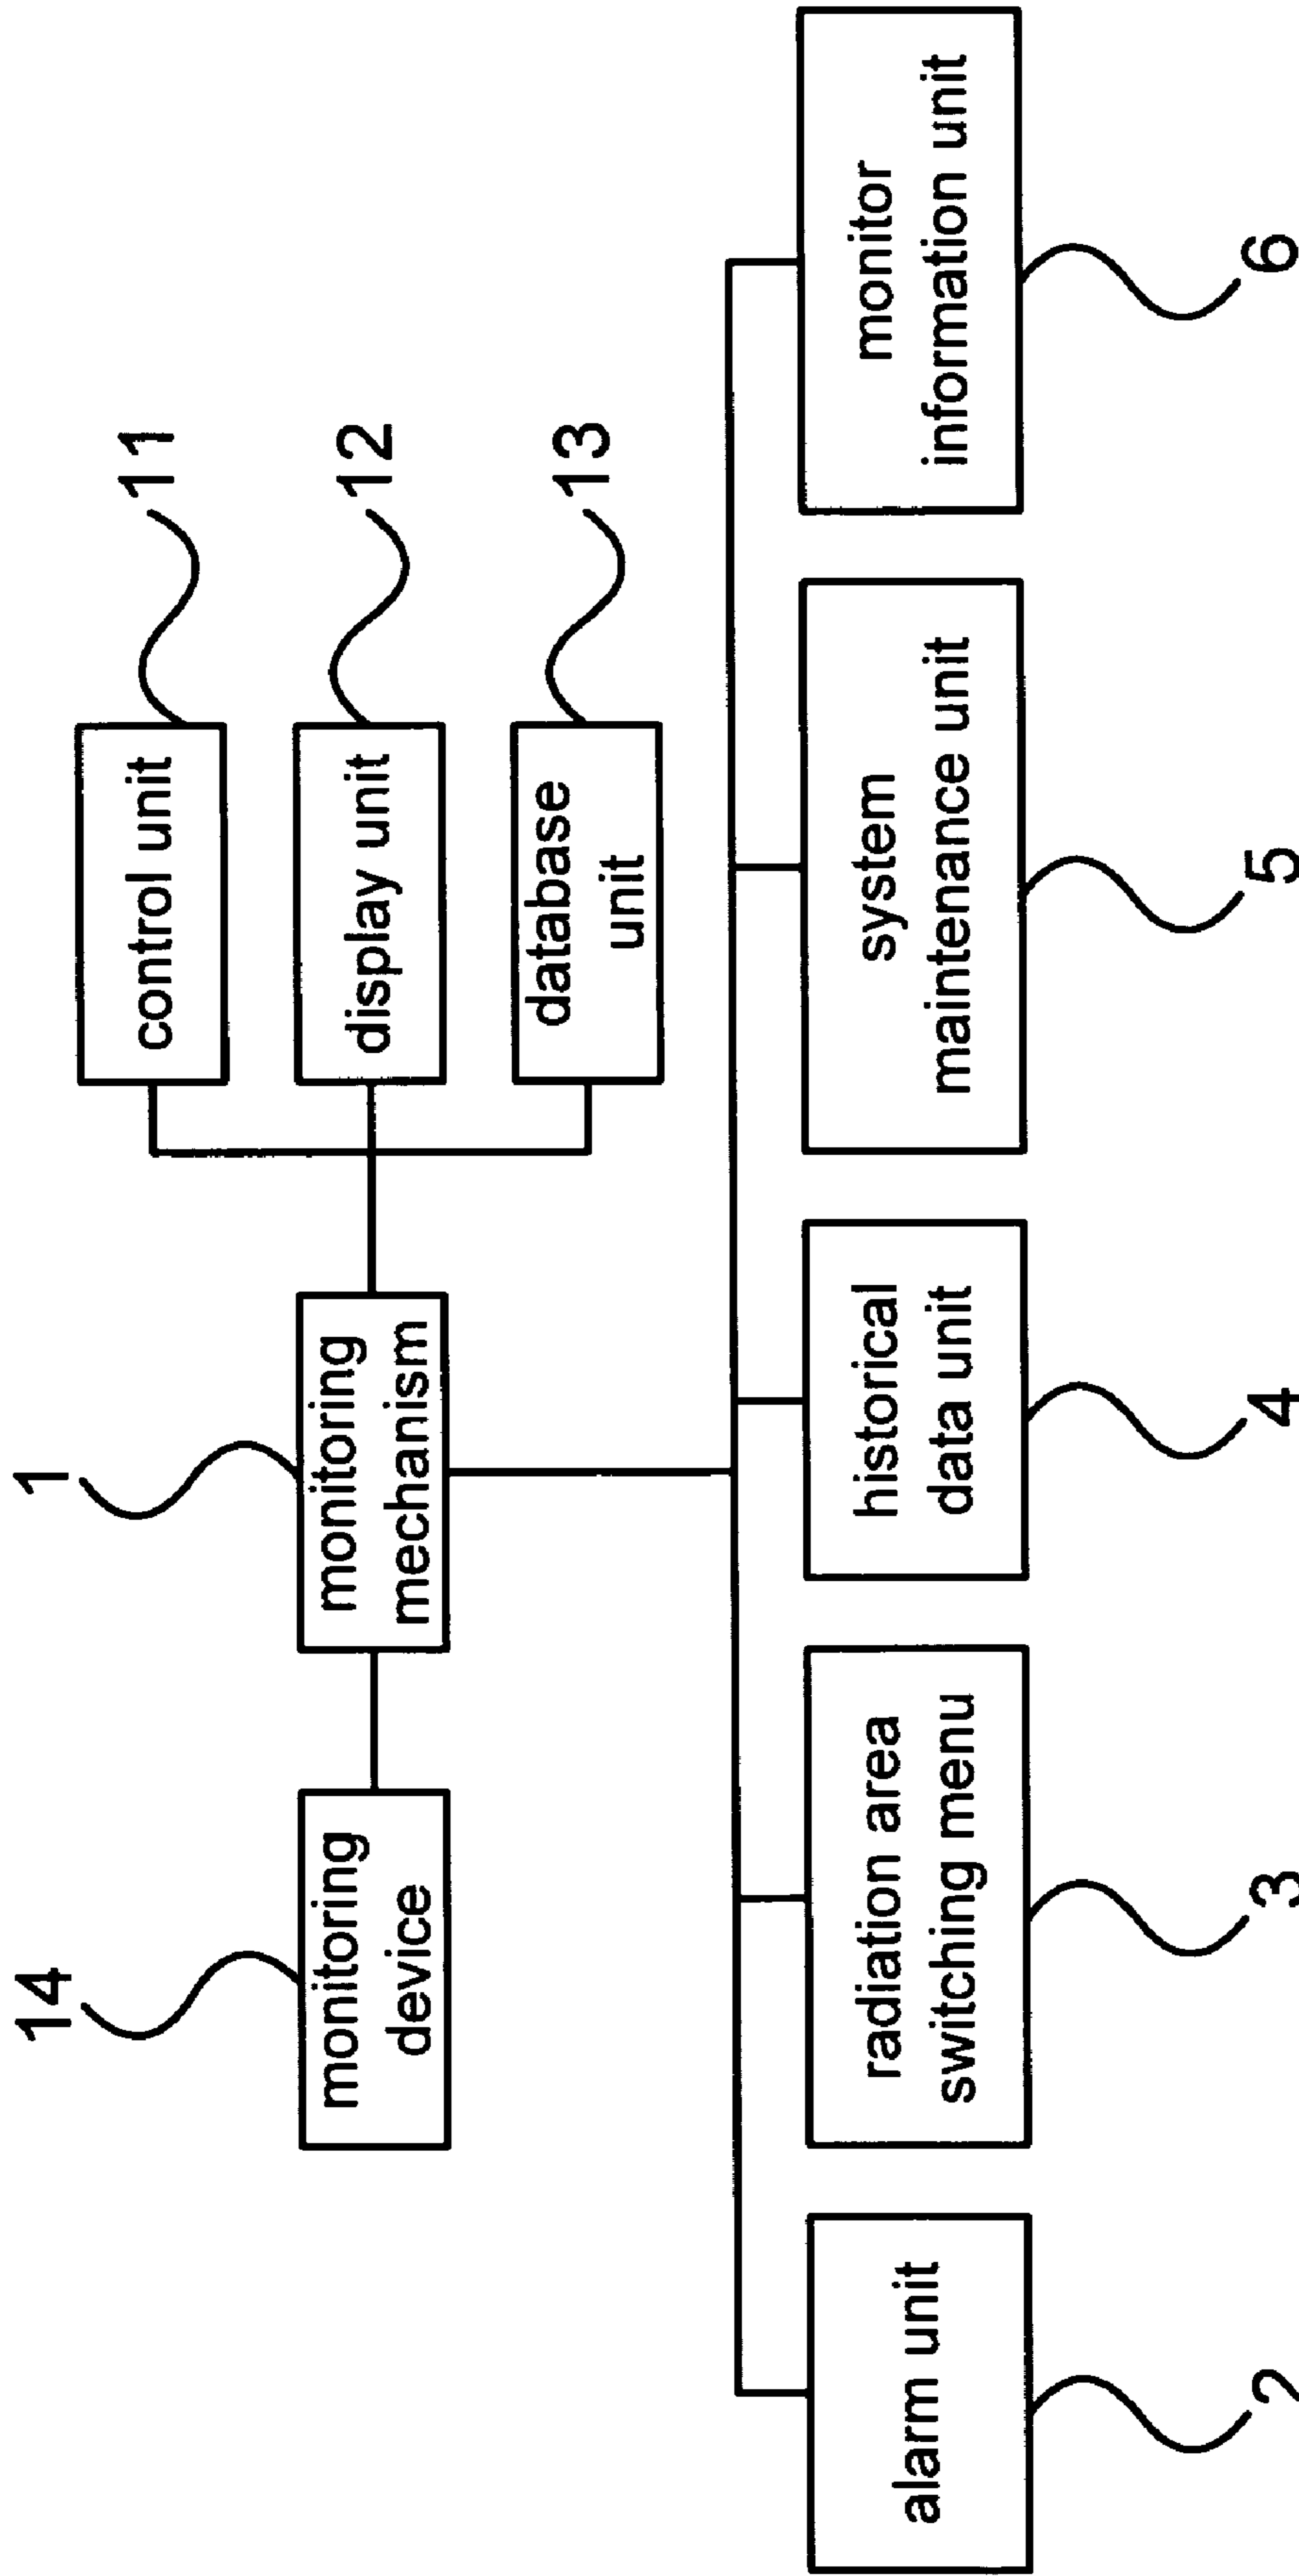 14
1
monitoring
device
monitoring
mechanism
control unit
11
display unit
12
database
unit
13
alarm unit
radiation area
switching menu
historical
data unit
system
maintenance unit
monitor
information unit
2
3
4
5
6